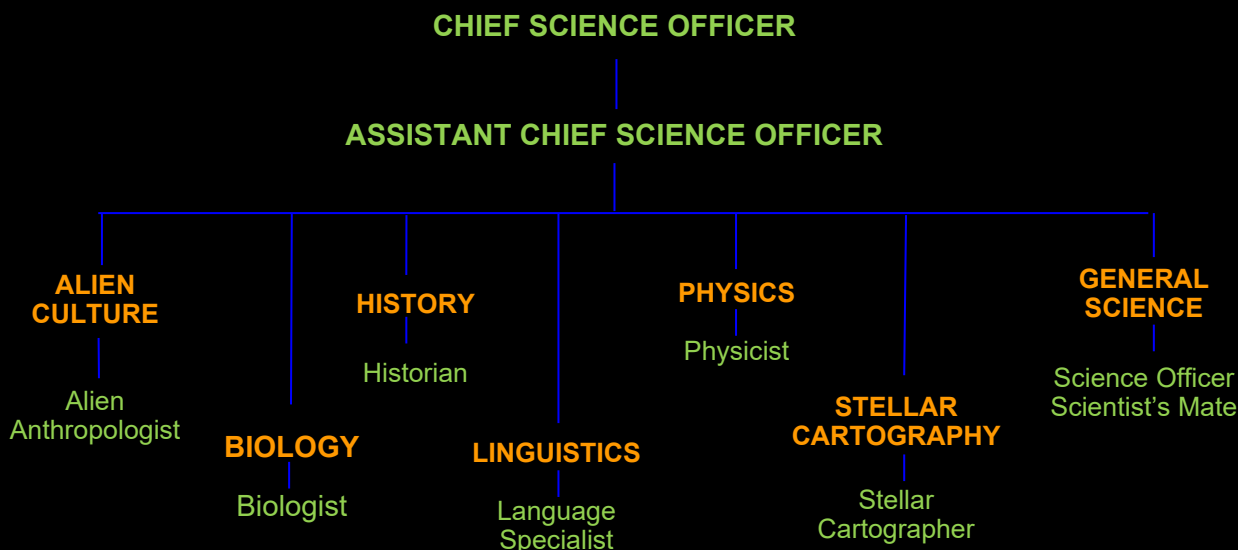 CHIEF SCIENCE OFFICER
ASSISTANT CHIEF SCIENCE OFFICER
ALIEN
CULTURE
Alien
Anthropologist
BIOLOGY
Biologist
HISTORY
Historian
LINGUISTICS
Language
Specialist
PHYSICS
Physicist
STELLAR
CARTOGRAPHY
Stellar
Cartographer
GENERAL
SCIENCE
Science Officer
Scientist’s Mate